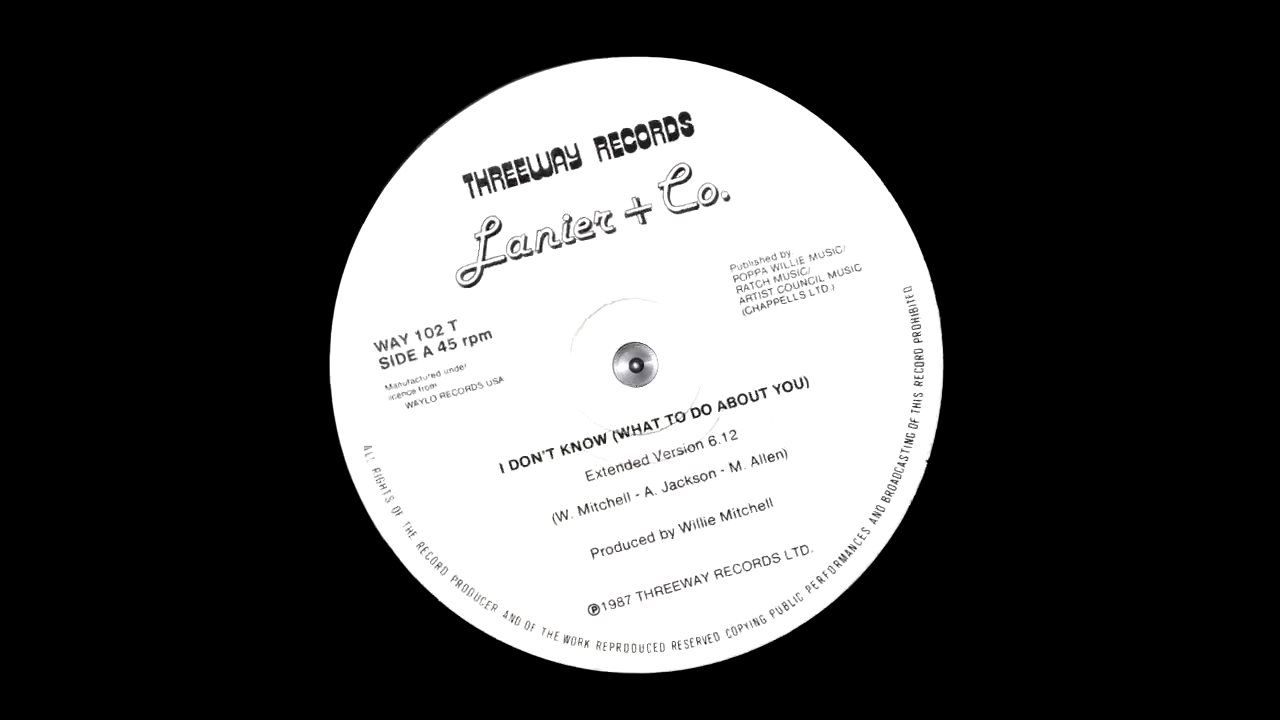 THREEWAY RECORDS
Lanier + Co.
Published by
POPPA WILLIE MUSIC/
RATCH MUSIC/
ARTIST COUNCIL MUSIC
(CHAPPELLS LTD.)
WAY 102 T
SIDE A 45 rpm
Manufactured under
licence from
WAYLO RECORDS USA
I DON'T KNOW (WHAT TO DO ABOUT YOU)
Extended Version 6.12
(W. Mitchell - A. Jackson - M. Allen)
Produced by Willie Mitchell
℗1987 THREEWAY RECORDS LTD.
ALL RIGHTS OF THE RECORD PRODUCER AND OF THE WORK REPRODUCED RESERVED COPYING PUBLIC PERFORMANCES AND BROADCASTING OF THIS RECORD PROHIBITED